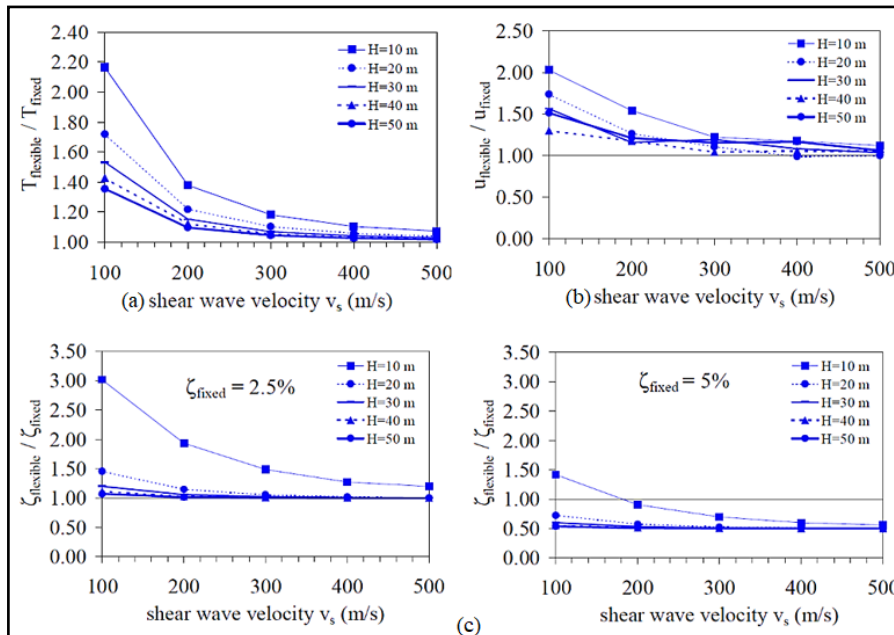 T_flexible / T_fixed
2.40
2.20
2.00
1.80
1.60
1.40
1.20
1.00
H=10 m
H=20 m
H=30 m
H=40 m
H=50 m
100 200 300 400 500
(a) shear wave velocity v_s (m/s)
u_flexible / u_fixed
2.50
2.00
1.50
1.00
0.50
0.00
H=10 m
H=20 m
H=30 m
H=40 m
H=50 m
100 200 300 400 500
(b) shear wave velocity v_s (m/s)
ζ_flexible / ζ_fixed
3.50
3.00
2.50
2.00
1.50
1.00
0.50
0.00
ζ_fixed = 2.5%
H=10 m
H=20 m
H=30 m
H=40 m
H=50 m
100 200 300 400 500
shear wave velocity v_s (m/s)
ζ_flexible / ζ_fixed
3.50
3.00
2.50
2.00
1.50
1.00
0.50
0.00
ζ_fixed = 5%
H=10 m
H=20 m
H=30 m
H=40 m
H=50 m
100 200 300 400 500
shear wave velocity v_s (m/s)
(c)